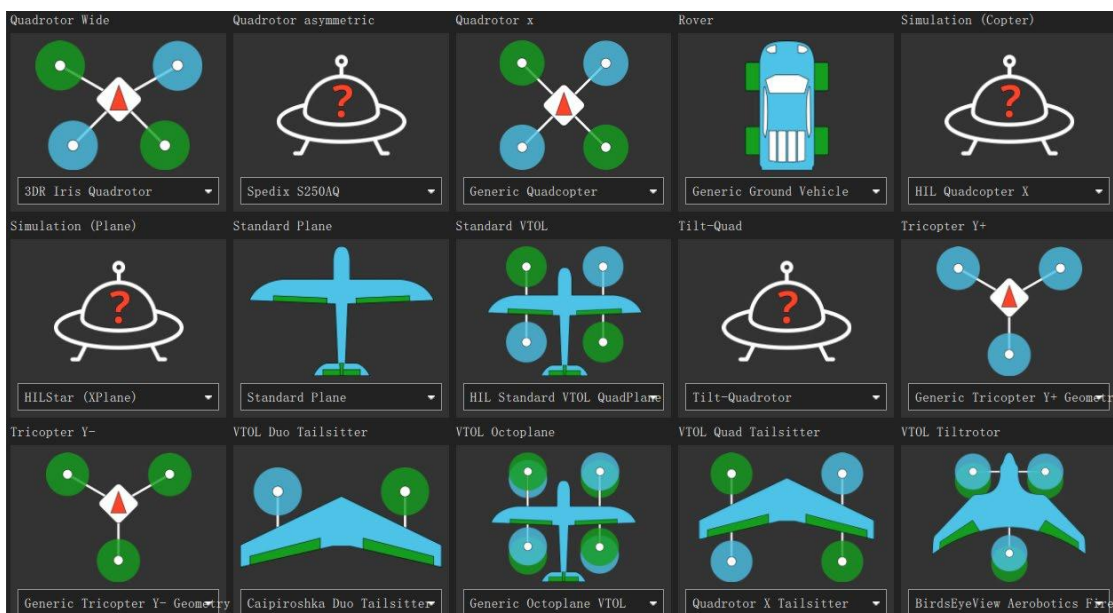 Quadrotor Wide
Quadrotor asymmetric
Quadrotor x
Rover
Simulation (Copter)
?
?
3DR Iris Quadrotor
Spedix S250AQ
Generic Quadcopter
Generic Ground Vehicle
HIL Quadcopter X
Simulation (Plane)
Standard Plane
Standard VTOL
Tilt-Quad
Tricopter Y+
?
?
HILStar (XPlane)
Standard Plane
HIL Standard VTOL QuadPlane
Tilt-Quadrotor
Generic Tricopter Y+ Geometr
Tricopter Y-
VTOL Duo Tailsitter
VTOL Octoplane
VTOL Quad Tailsitter
VTOL Tiltrotor
Generic Tricopter Y- Geometry
Caipiroshka Duo Tailsitter
Generic Octoplane VTOL
Quadrotor X Tailsitter
BirdsEyeView Aerobotics Fire